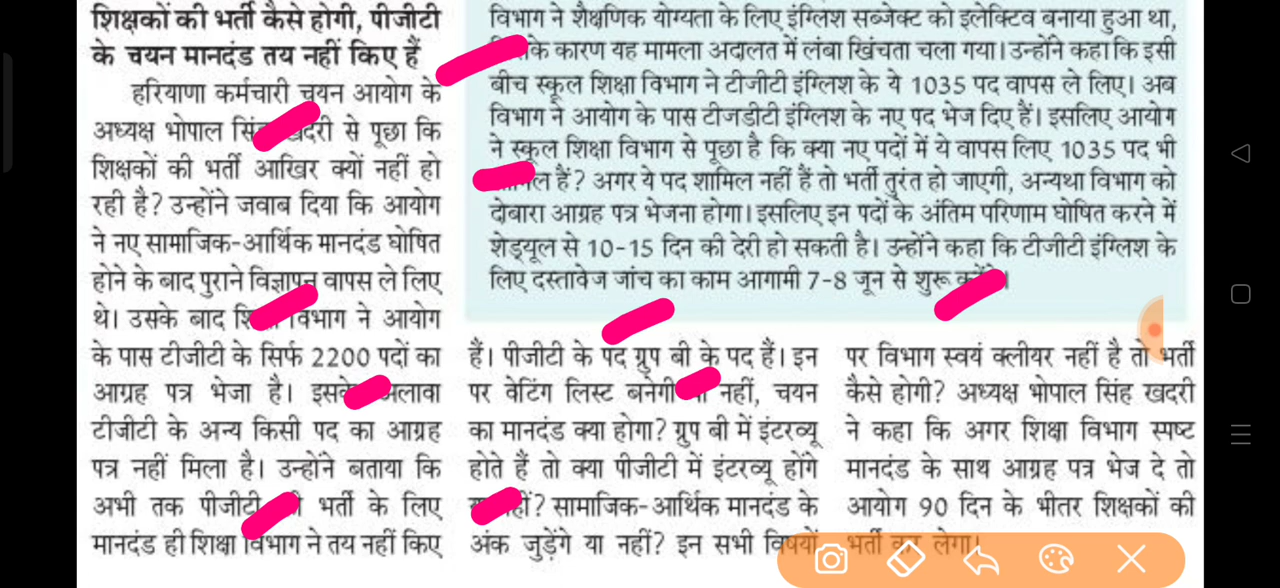 शिक्षकों की भर्ती कैसे होगी, पीजीटी
के चयन मानदंड तय नहीं किए हैं
हरियाणा कर्मचारी चयन आयोग के
अध्यक्ष भोपाल सिंह खदरी से पूछा कि
शिक्षकों की भर्ती आखिर क्यों नहीं हो
रही है? उन्होंने जवाब दिया कि आयोग
ने नए सामाजिक-आर्थिक मानदंड घोषित
होने के बाद पुराने विज्ञापन वापस ले लिए
थे। उसके बाद विभाग ने आयोग
के पास टीजीटी के सिर्फ 2200 पदों का
आग्रह पत्र भेजा है। इसके अलावा
टीजीटी के अन्य किसी पद का आग्रह
पत्र नहीं मिला है। उन्होंने बताया कि
अभी तक पीजीटी भर्ती के लिए
मानदंड ही शिक्षा विभाग ने तय नहीं किए
विभाग ने शैक्षणिक योग्यता के लिए इंग्लिश सब्जेक्ट को इलेक्टिव बनाया हुआ था,
के कारण यह मामला अदालत में लंबा खिंचता चला गया। उन्होंने कहा कि इसी
बीच स्कूल शिक्षा विभाग ने टीजीटी इंग्लिश के ये 1035 पद वापस ले लिए। अब
विभाग ने आयोग के पास टीजडीटी इंग्लिश के नए पद भेज दिए हैं। इसलिए आयोग
ने स्कूल शिक्षा विभाग से पूछा है कि क्या नए पदों में ये वापस लिए 1035 पद भी
हैं? अगर ये पद शामिल नहीं हैं तो भर्ती तुरंत हो जाएगी, अन्यथा विभाग को
दोबारा आग्रह पत्र भेजना होगा। इसलिए इन पदों के अंतिम परिणाम घोषित करने में
शेड्यूल से 10-15 दिन की देरी हो सकती है। उन्होंने कहा कि टीजीटी इंग्लिश के
लिए दस्तावेज जांच का काम आगामी 7-8 जून से शुरू
हैं। पीजीटी के पद ग्रुप बी के पद हैं। इन
पर वेटिंग लिस्ट बनेगी नहीं, चयन
का मानदंड क्या होगा? ग्रुप बी में इंटरव्यू
होते हैं तो क्या पीजीटी में इंटरव्यू होंगे
सामाजिक-आर्थिक मानदंड के
अंक जुड़ेंगे या नहीं? इन सभी विषयों
पर विभाग स्वयं क्लीयर नहीं है तो भर्ती
कैसे होगी? अध्यक्ष भोपाल सिंह खदरी
ने कहा कि अगर शिक्षा विभाग स्पष्ट
मानदंड के साथ आग्रह पत्र भेज दे तो
आयोग 90 दिन के भीतर शिक्षकों की
भर्ती कर लेगा।